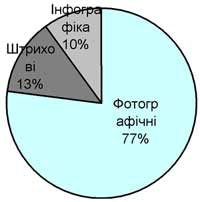 Інфогра
фіка
10%
Штрихо
ві
13%
Фотогр
афічні
77%